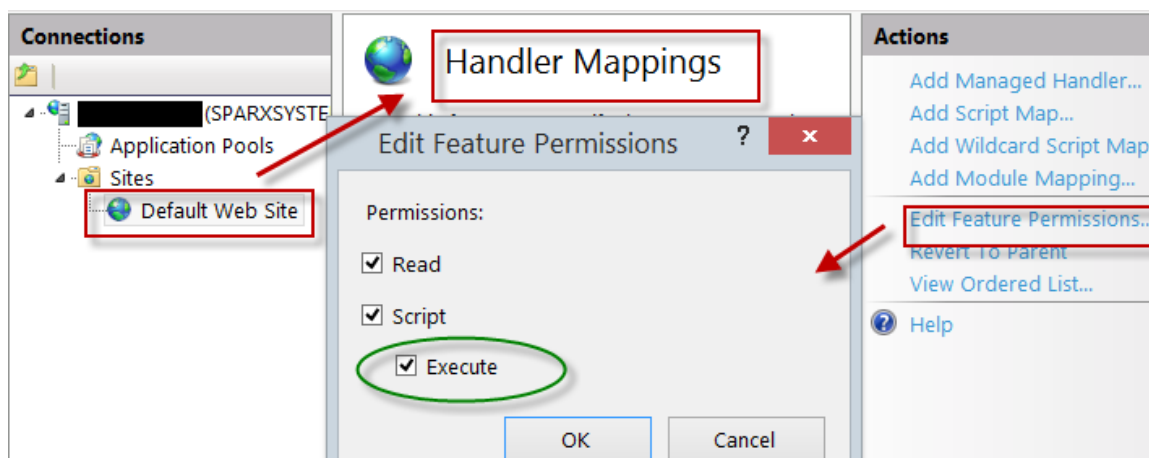 Connections
(SPARXSYSTE
Application Pools
Sites
Default Web Site
Handler Mappings
Edit Feature Permissions
?
x
Permissions:
Read
Script
Execute
OK
Cancel
Actions
Add Managed Handler...
Add Script Map...
Add Wildcard Script Map
Add Module Mapping...
Edit Feature Permissions...
Revert To Parent
View Ordered List...
Help